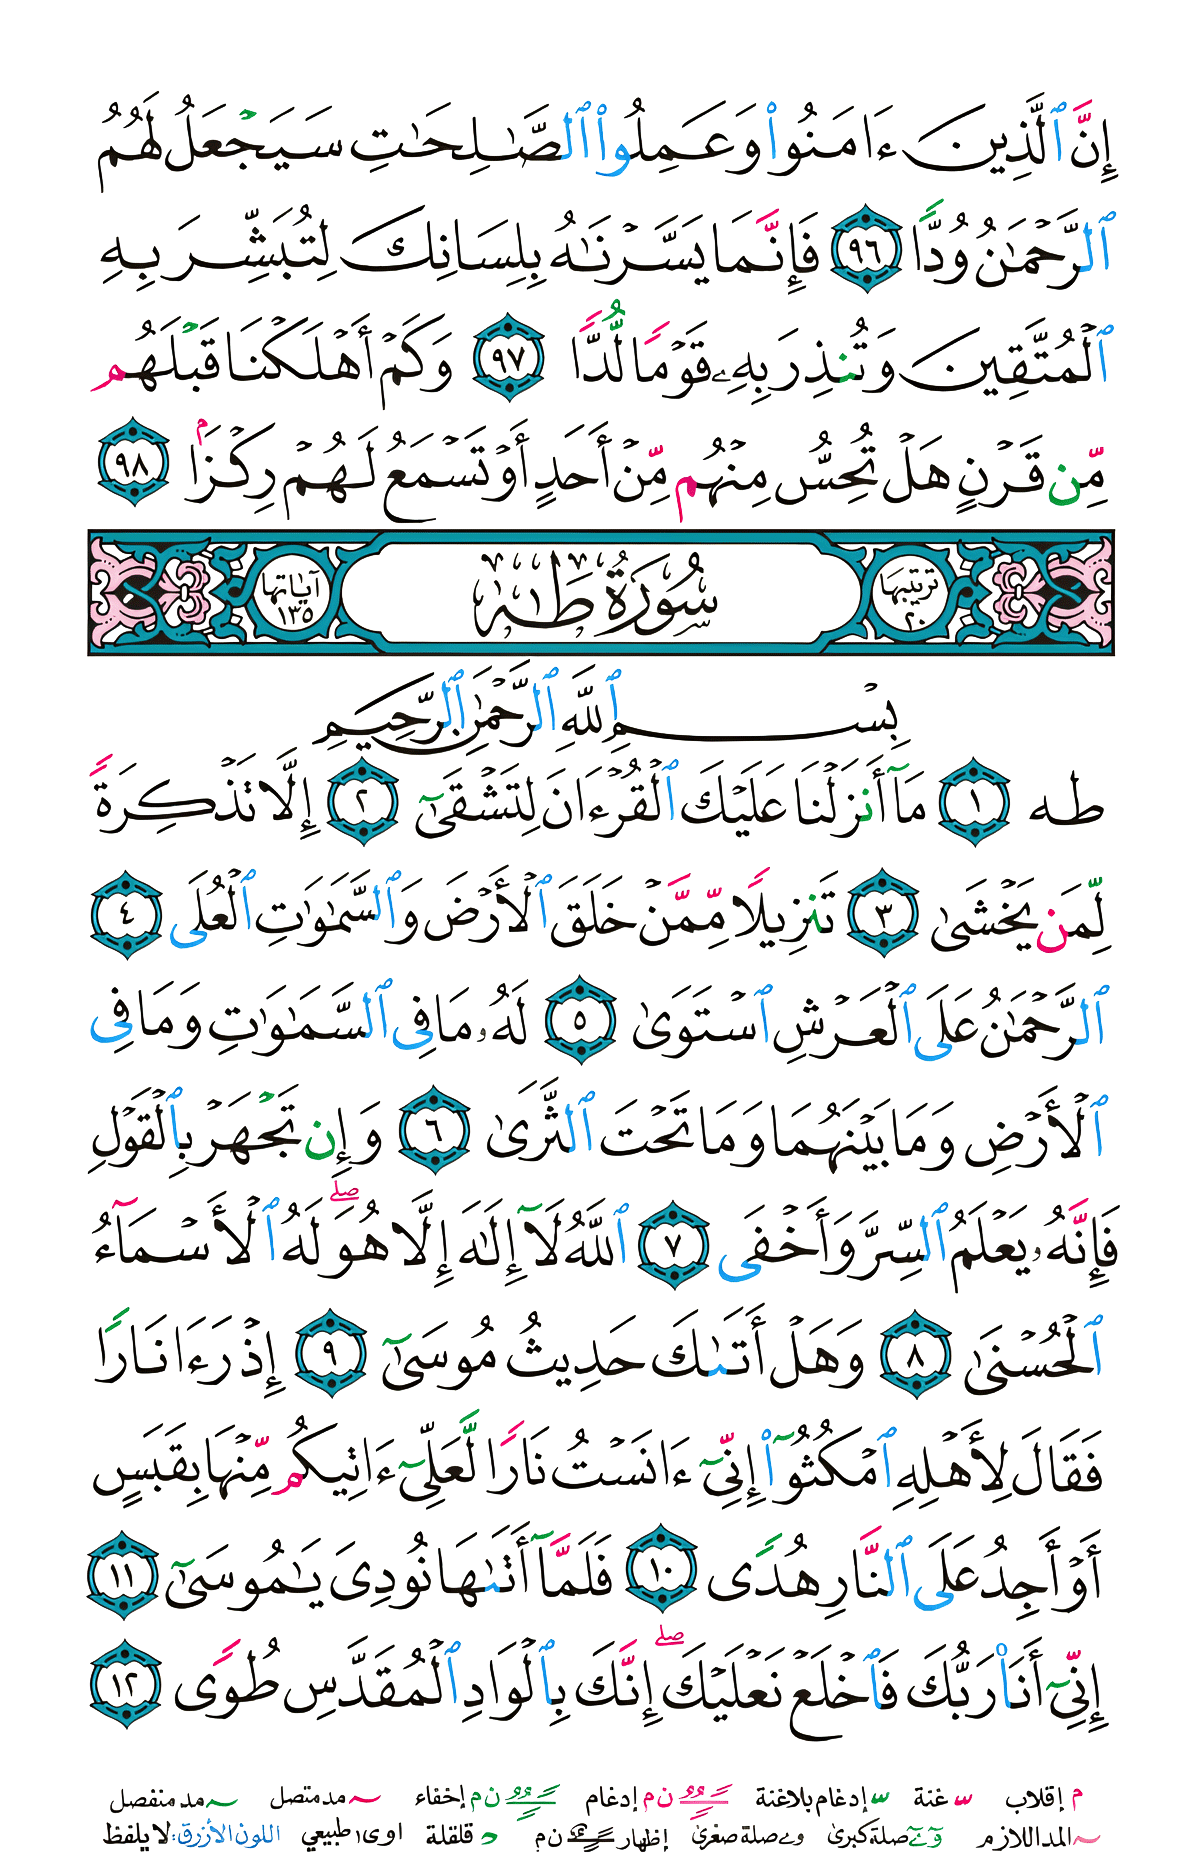 إِنَّ ٱلَّذِينَ ءَامَنُوا۟ وَعَمِلُوا۟ ٱلصَّـٰلِحَـٰتِ سَيَجْعَلُ لَهُمُ
ٱلرَّحْمَـٰنُ وُدًّا ٩٦ فَإِنَّمَا يَسَّرْنَـٰهُ بِلِسَانِكَ لِتُبَشِّرَ بِهِ
ٱلْمُتَّقِينَ وَتُنذِرَ بِهِۦ قَوْمًا لُّدًّا ٩٧ وَكَمْ أَهْلَكْنَا قَبْلَهُم
مِّن قَرْنٍ هَلْ تُحِسُّ مِنْهُم مِّنْ أَحَدٍ أَوْ تَسْمَعُ لَهُمْ رِكْزًۢا ٩٨
ترتيبها ٢٠ سُورَةُ طه آيَاتها ١٣٥
بِسْمِ ٱللَّهِ ٱلرَّحْمَـٰنِ ٱلرَّحِيمِ
طه ١ مَآ أَنزَلْنَا عَلَيْكَ ٱلْقُرْءَانَ لِتَشْقَىٰٓ ٢ إِلَّا تَذْكِرَةً
لِّمَن يَخْشَىٰ ٣ تَنزِيلًا مِّمَّنْ خَلَقَ ٱلْأَرْضَ وَٱلسَّمَـٰوَٰتِ ٱلْعُلَى ٤
ٱلرَّحْمَـٰنُ عَلَى ٱلْعَرْشِ ٱسْتَوَىٰ ٥ لَهُۥ مَا فِى ٱلسَّمَـٰوَٰتِ وَمَا فِى
ٱلْأَرْضِ وَمَا بَيْنَهُمَا وَمَا تَحْتَ ٱلثَّرَىٰ ٦ وَإِن تَجْهَرْ بِٱلْقَوْلِ
فَإِنَّهُۥ يَعْلَمُ ٱلسِّرَّ وَأَخْفَى ٧ ٱللَّهُ لَآ إِلَـٰهَ إِلَّا هُوَ ۖ لَهُ ٱلْأَسْمَآءُ
ٱلْحُسْنَىٰ ٨ وَهَلْ أَتَىٰكَ حَدِيثُ مُوسَىٰٓ ٩ إِذْ رَءَا نَارًا
فَقَالَ لِأَهْلِهِ ٱمْكُثُوٓا۟ إِنِّىٓ ءَانَسْتُ نَارًا لَّعَلِّىٓ ءَاتِيكُم مِّنْهَا بِقَبَسٍ
أَوْ أَجِدُ عَلَى ٱلنَّارِ هُدًى ١٠ فَلَمَّآ أَتَىٰهَا نُودِىَ يَـٰمُوسَىٰٓ ١١
إِنِّىٓ أَنَا۠ رَبُّكَ فَٱخْلَعْ نَعْلَيْكَ ۖ إِنَّكَ بِٱلْوَادِ ٱلْمُقَدَّسِ طُوًى ١٢
م إقلاب غنة إدغام بلاغنة ن م إدغام ن م إخفاء مد متصل مد منفصل
المد اللازم صلة كبرى وے صلة صغرى إظهار ن م قلقلة اوى طبيعي اللون الأزرق: لا يلفظ